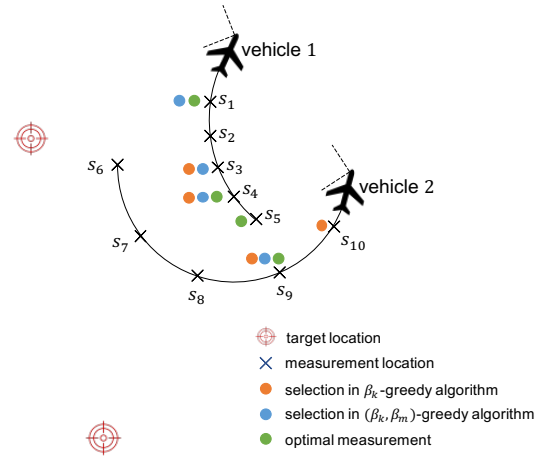 vehicle 1
s₁
s₂
s₃
s₆
s₄
vehicle 2
s₅
s₇
s₁₀
s₈
s₉
target location
measurement location
selection in βₖ-greedy algorithm
selection in (βₖ, βₘ)-greedy algorithm
optimal measurement